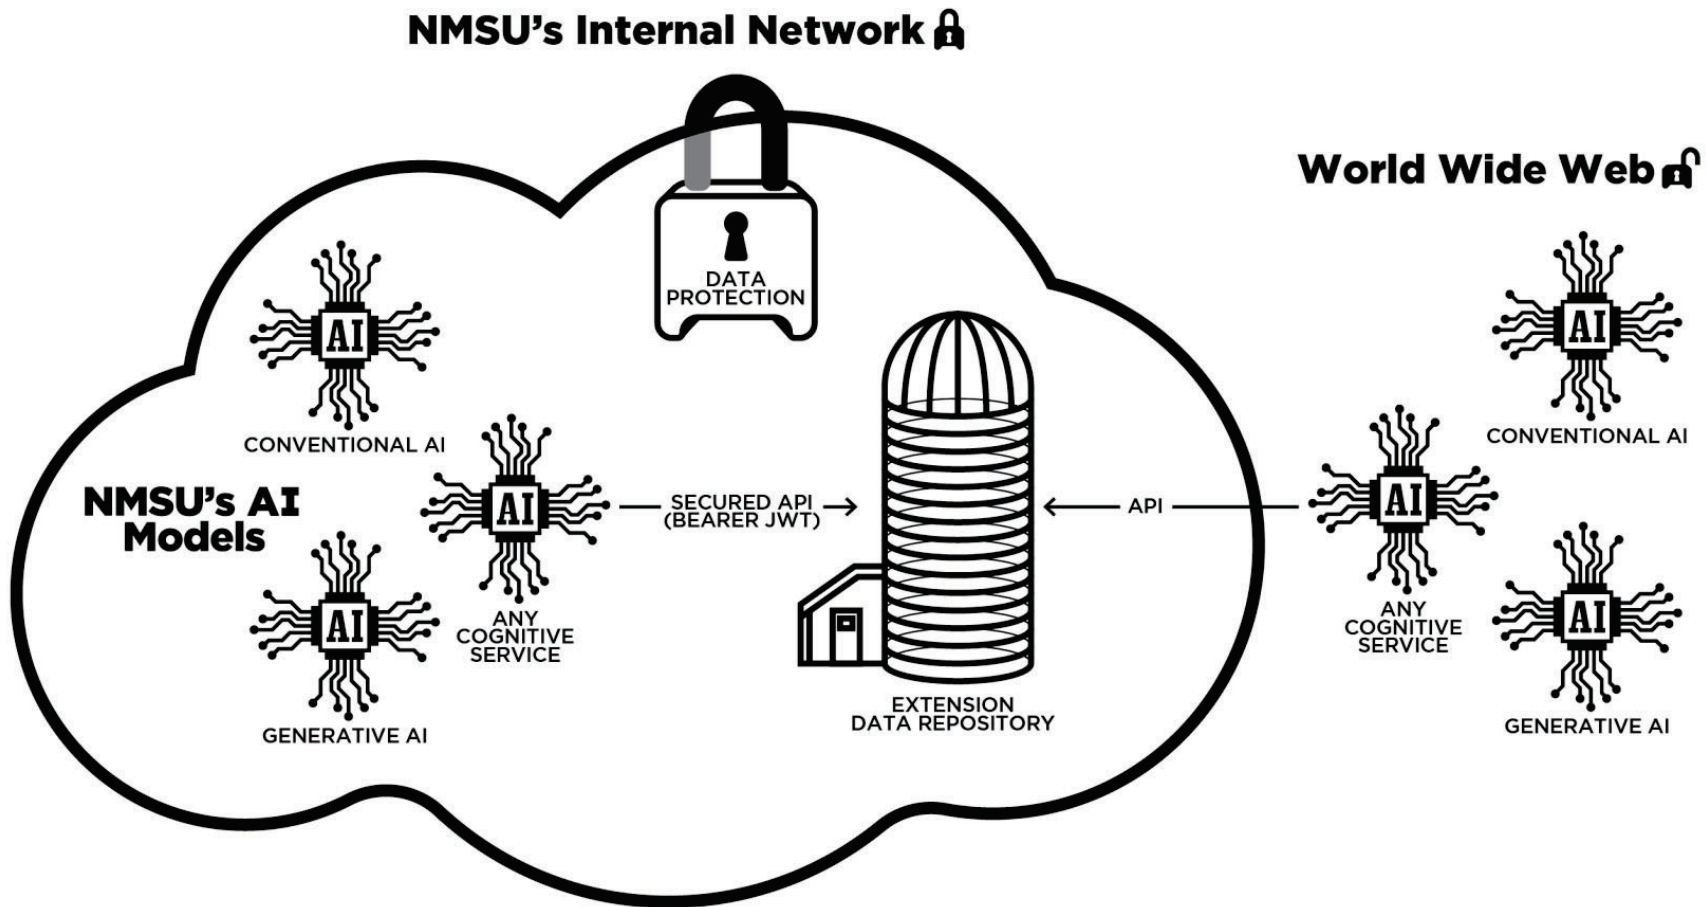 NMSU's Internal Network
World Wide Web
DATA
PROTECTION
AI
CONVENTIONAL AI
NMSU's AI
Models
AI
ANY
COGNITIVE
SERVICE
AI
GENERATIVE AI
SECURED API
(BEARER JWT)
EXTENSION
DATA REPOSITORY
API
AI
CONVENTIONAL AI
AI
ANY
COGNITIVE
SERVICE
AI
GENERATIVE AI